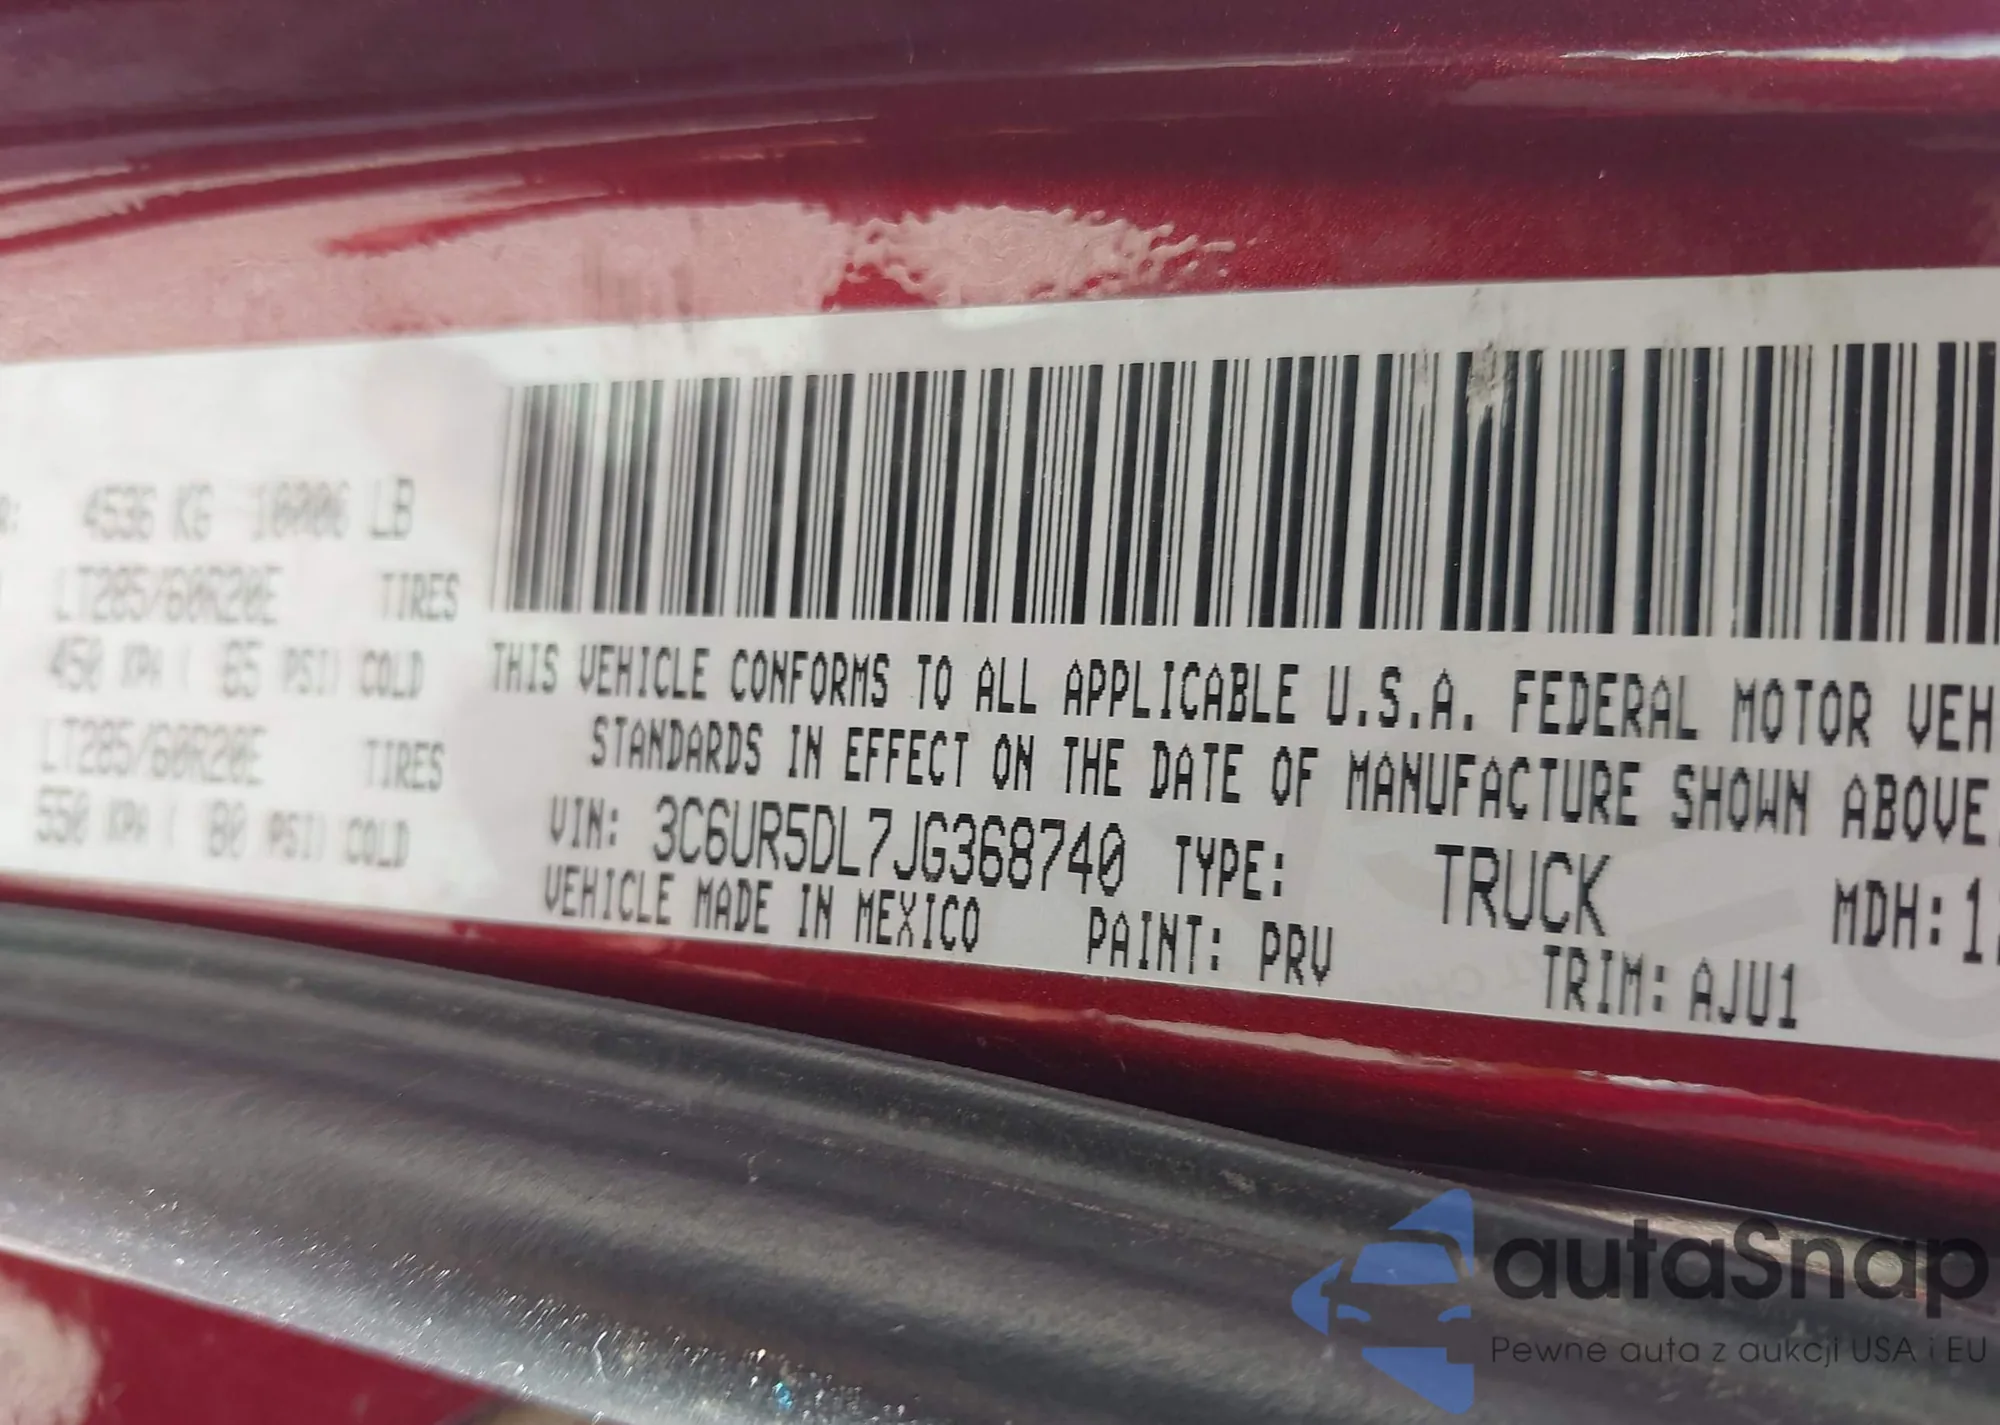 4536 KG 10006 LB
LT285/60R20E TIRES
450 KPA ( 65 PSI) COLD
LT285/60R20E TIRES
550 KPA ( 80 PSI) COLD
THIS VEHICLE CONFORMS TO ALL APPLICABLE U.S.A. FEDERAL MOTOR VEH
STANDARDS IN EFFECT ON THE DATE OF MANUFACTURE SHOWN ABOVE.
VIN: 3C6UR5DL7JG368740 TYPE: TRUCK MDH:1
VEHICLE MADE IN MEXICO PAINT: PRV TRIM: AJU1
autaSnap
Pewne auta z aukcji USA i EU